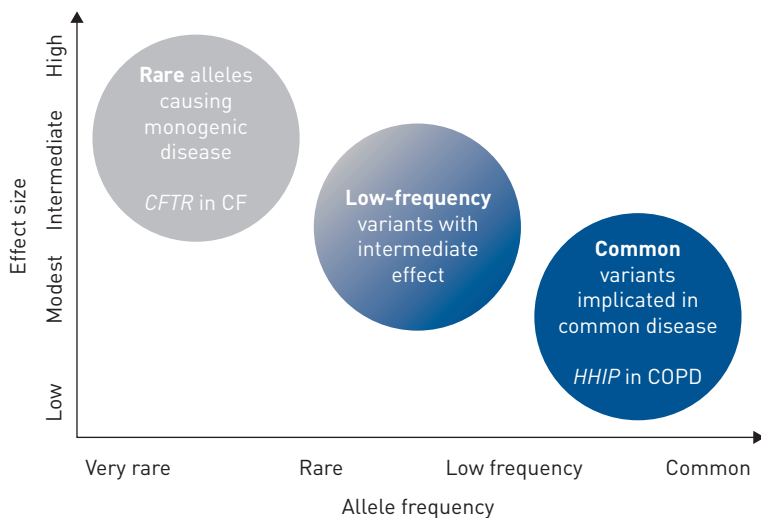 High
Intermediate
Modest
Low
Effect size
Rare alleles
causing
monogenic
disease
CFTR in CF
Low-frequency
variants with
intermediate
effect
Common
variants
implicated in
common disease
HHIP in COPD
Very rare
Rare
Low frequency
Common
Allele frequency